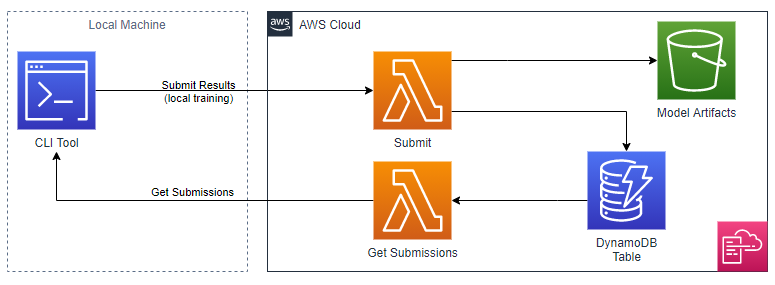 Local Machine
aws
AWS Cloud
CLI Tool
Submit Results
(local training)
Submit
Model Artifacts
Get Submissions
Get Submissions
DynamoDB
Table